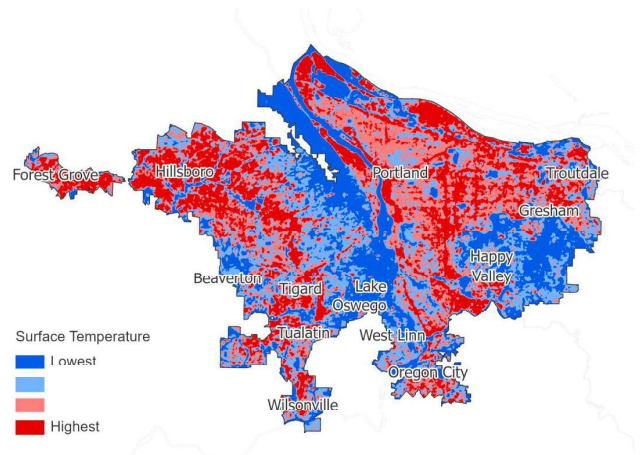 Forest Grove
Hillsboro
Portland
Troutdale
Gresham
Happy
Valley
Beaverton
Tigard
Lake
Oswego
Tualatin
West Linn
Oregon City
Wilsonville
Surface Temperature
Lowest
Highest